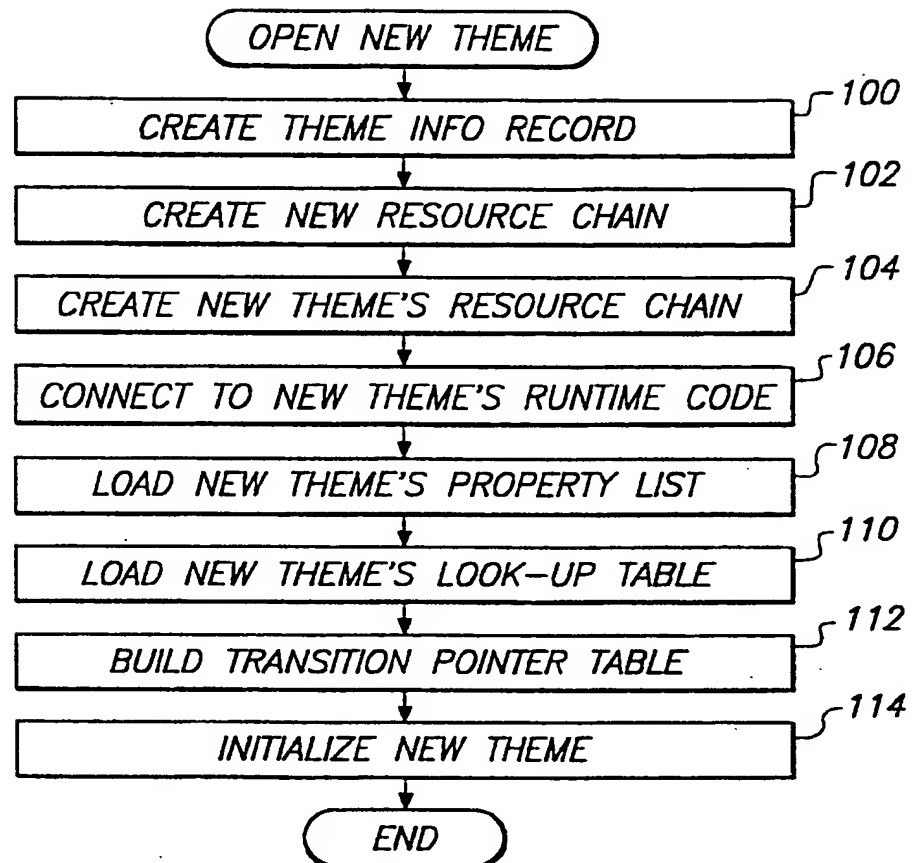 OPEN NEW THEME
100
CREATE THEME INFO RECORD
102
CREATE NEW RESOURCE CHAIN
104
CREATE NEW THEME'S RESOURCE CHAIN
106
CONNECT TO NEW THEME'S RUNTIME CODE
108
LOAD NEW THEME'S PROPERTY LIST
110
LOAD NEW THEME'S LOOK-UP TABLE
112
BUILD TRANSITION POINTER TABLE
114
INITIALIZE NEW THEME
END